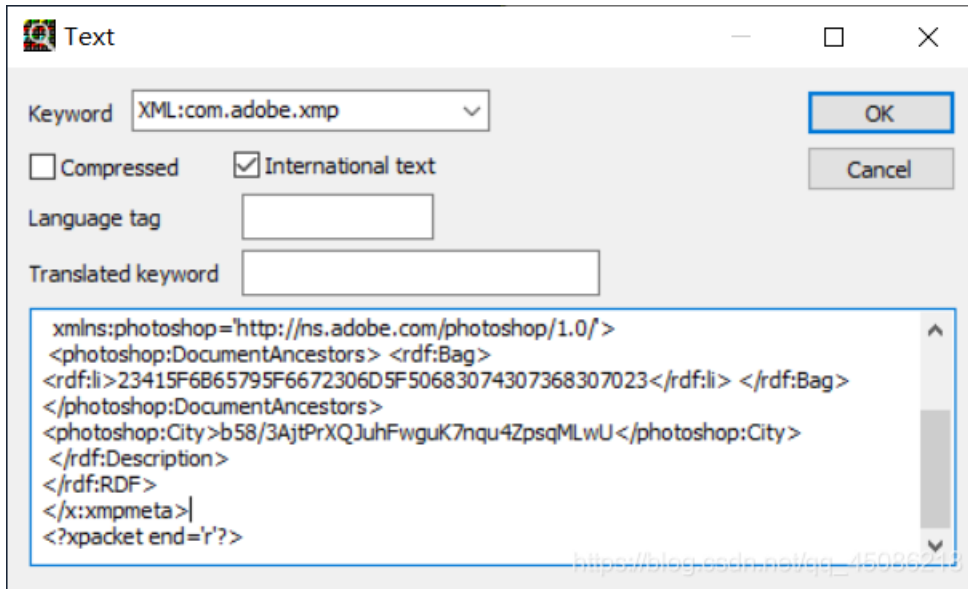 Text
Keyword XML:com.adobe.xmp OK
Compressed International text Cancel
Language tag
Translated keyword
xmlns:photoshop='http://ns.adobe.com/photoshop/1.0/'>
<photoshop:DocumentAncestors> <rdf:Bag>
<rdf:li>23415F6B65795F6672306D5F506830743073683070​23</rdf:li> </rdf:Bag>
</photoshop:DocumentAncestors>
<photoshop:City>b58/3AjtPrXQJuhFwguK7nqu4ZpsqMLwU</photoshop:City>
</rdf:Description>
</rdf:RDF>
</x:xmpmeta>
<?xpacket end='r'?>
https://blog.csdn.net/qq_45086218